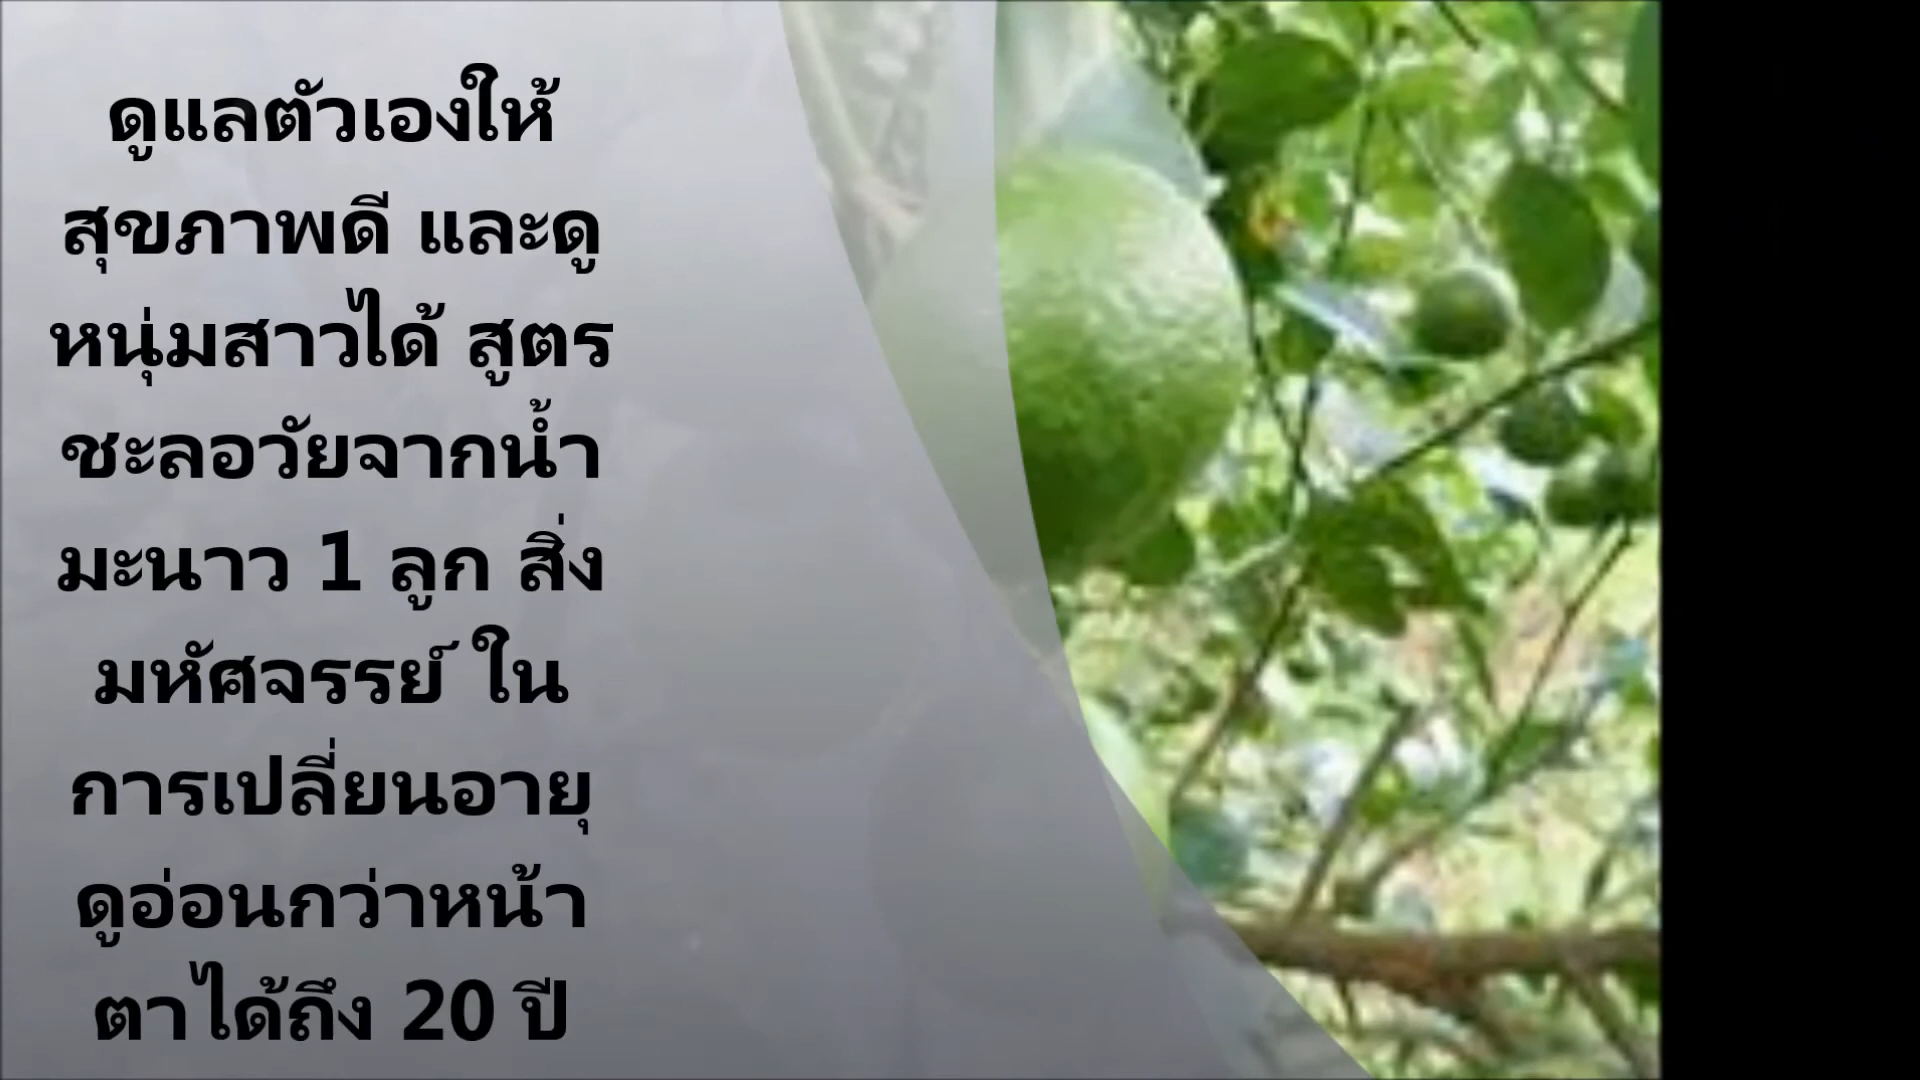 ดูแลตัวเองให้
สุขภาพดี และดู
หนุ่มสาวได้ สูตร
ชะลอวัยจากน้ำ
มะนาว 1 ลูก สิ่ง
มหัศจรรย์ ใน
การเปลี่ยนอายุ
ดูอ่อนกว่าหน้า
ตาได้ถึง 20 ปี